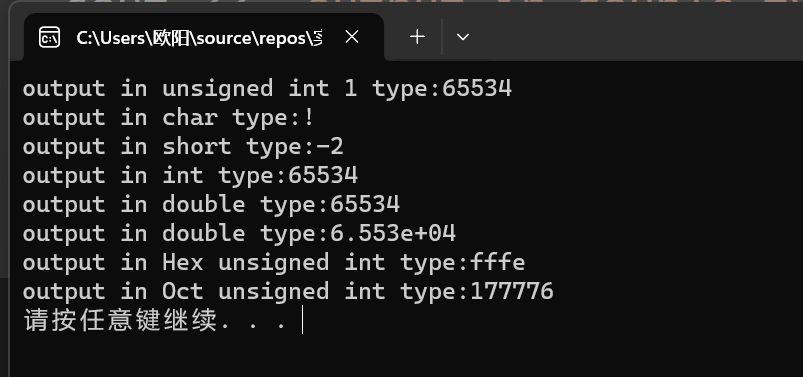 C:\Users\欧阳\source\repos\
output in unsigned int 1 type:65534
output in char type:!
output in short type:-2
output in int type:65534
output in double type:65534
output in double type:6.553e+04
output in Hex unsigned int type:fffe
output in Oct unsigned int type:177776
请按任意键继续. . .